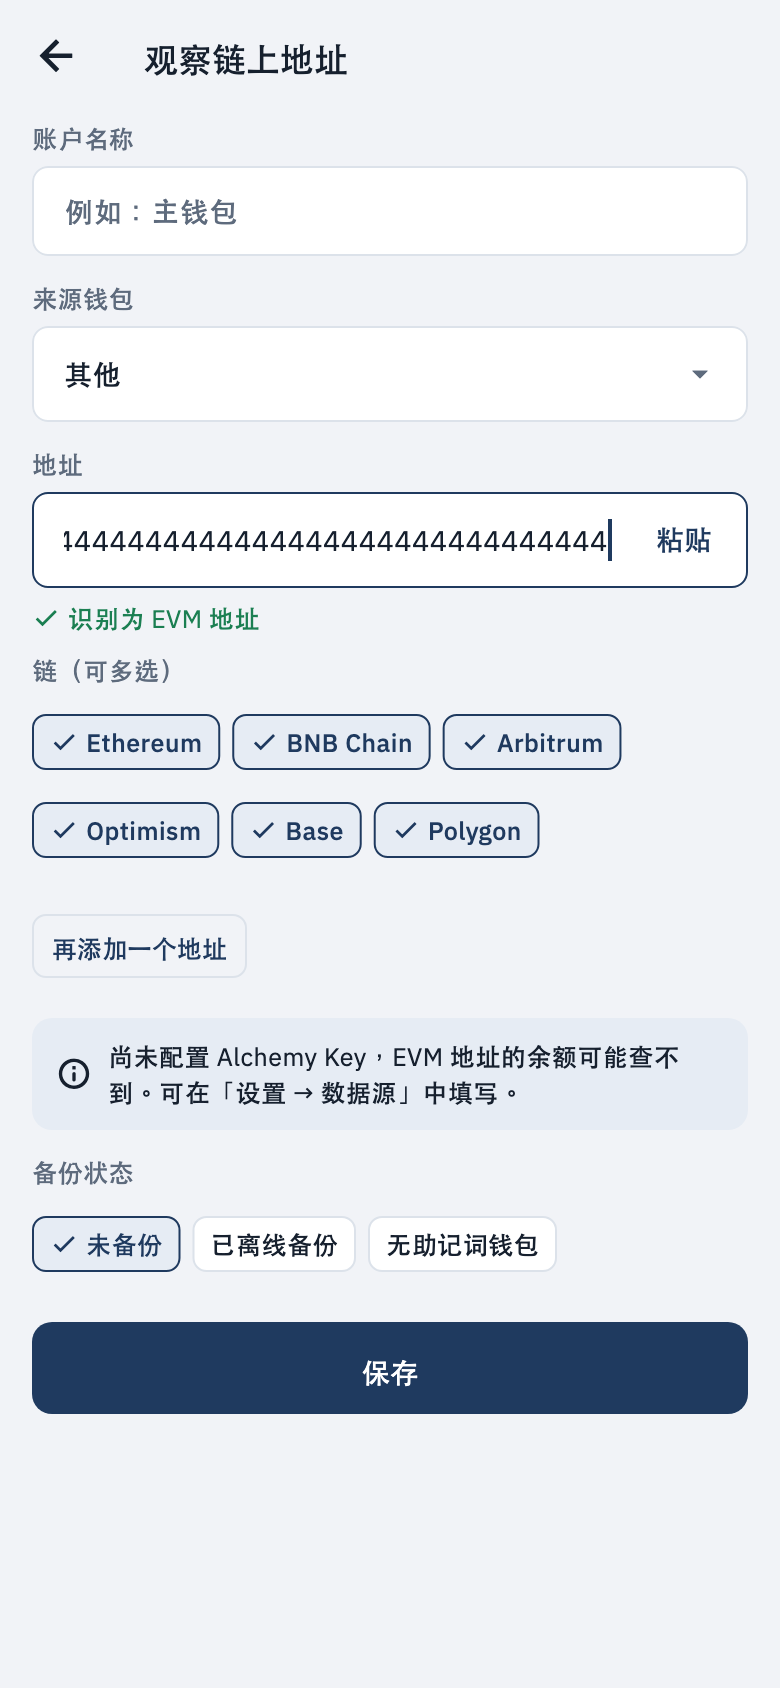 观察链上地址
账户名称
例如：主钱包
来源钱包
其他
地址
4444444444444444444444444444444 粘贴
识别为 EVM 地址
链（可多选）
Ethereum BNB Chain Arbitrum
Optimism Base Polygon
再添加一个地址
尚未配置 Alchemy Key，EVM 地址的余额可能查不
到。可在「设置 → 数据源」中填写。
备份状态
未备份 已离线备份 无助记词钱包
保存